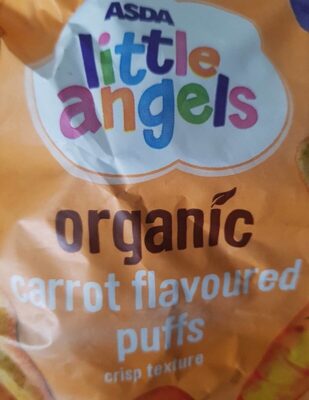 ASDA
little
angels
organic
carrot flavoured
puffs
crisp texture